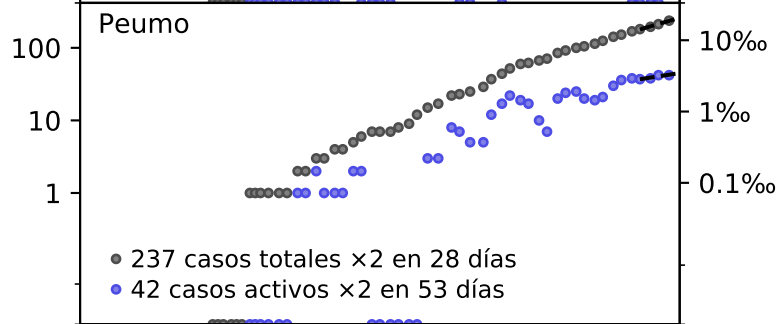 Peumo
100
10
1
10‰
1‰
0.1‰
237 casos totales ×2 en 28 días
42 casos activos ×2 en 53 días